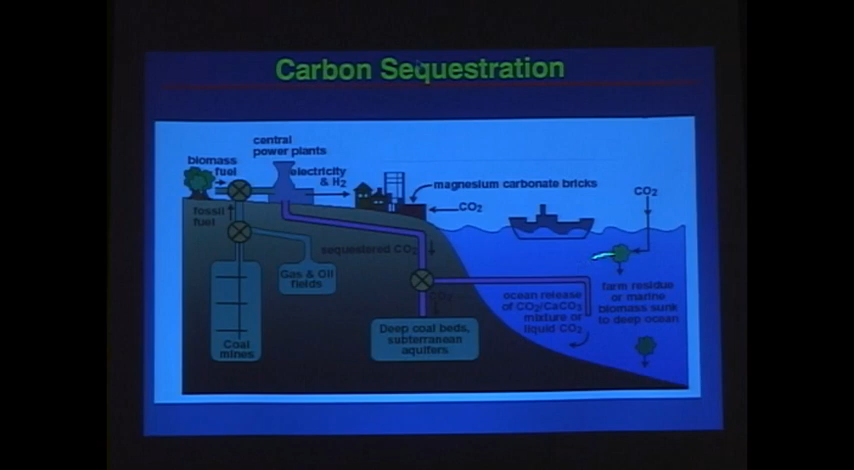 Carbon Sequestration
central
power plants
biomass
fuel
electricity
& H2
magnesium carbonate bricks
CO2
CO2
fossil
fuel
sequestered CO2
Gas & Oil
fields
CO2
ocean release
of CO2/CaCO3
mixture or
liquid CO2
farm residue
or marine
biomass sunk
to deep ocean
Coal
mines
Deep coal beds,
subterranean
aquifers